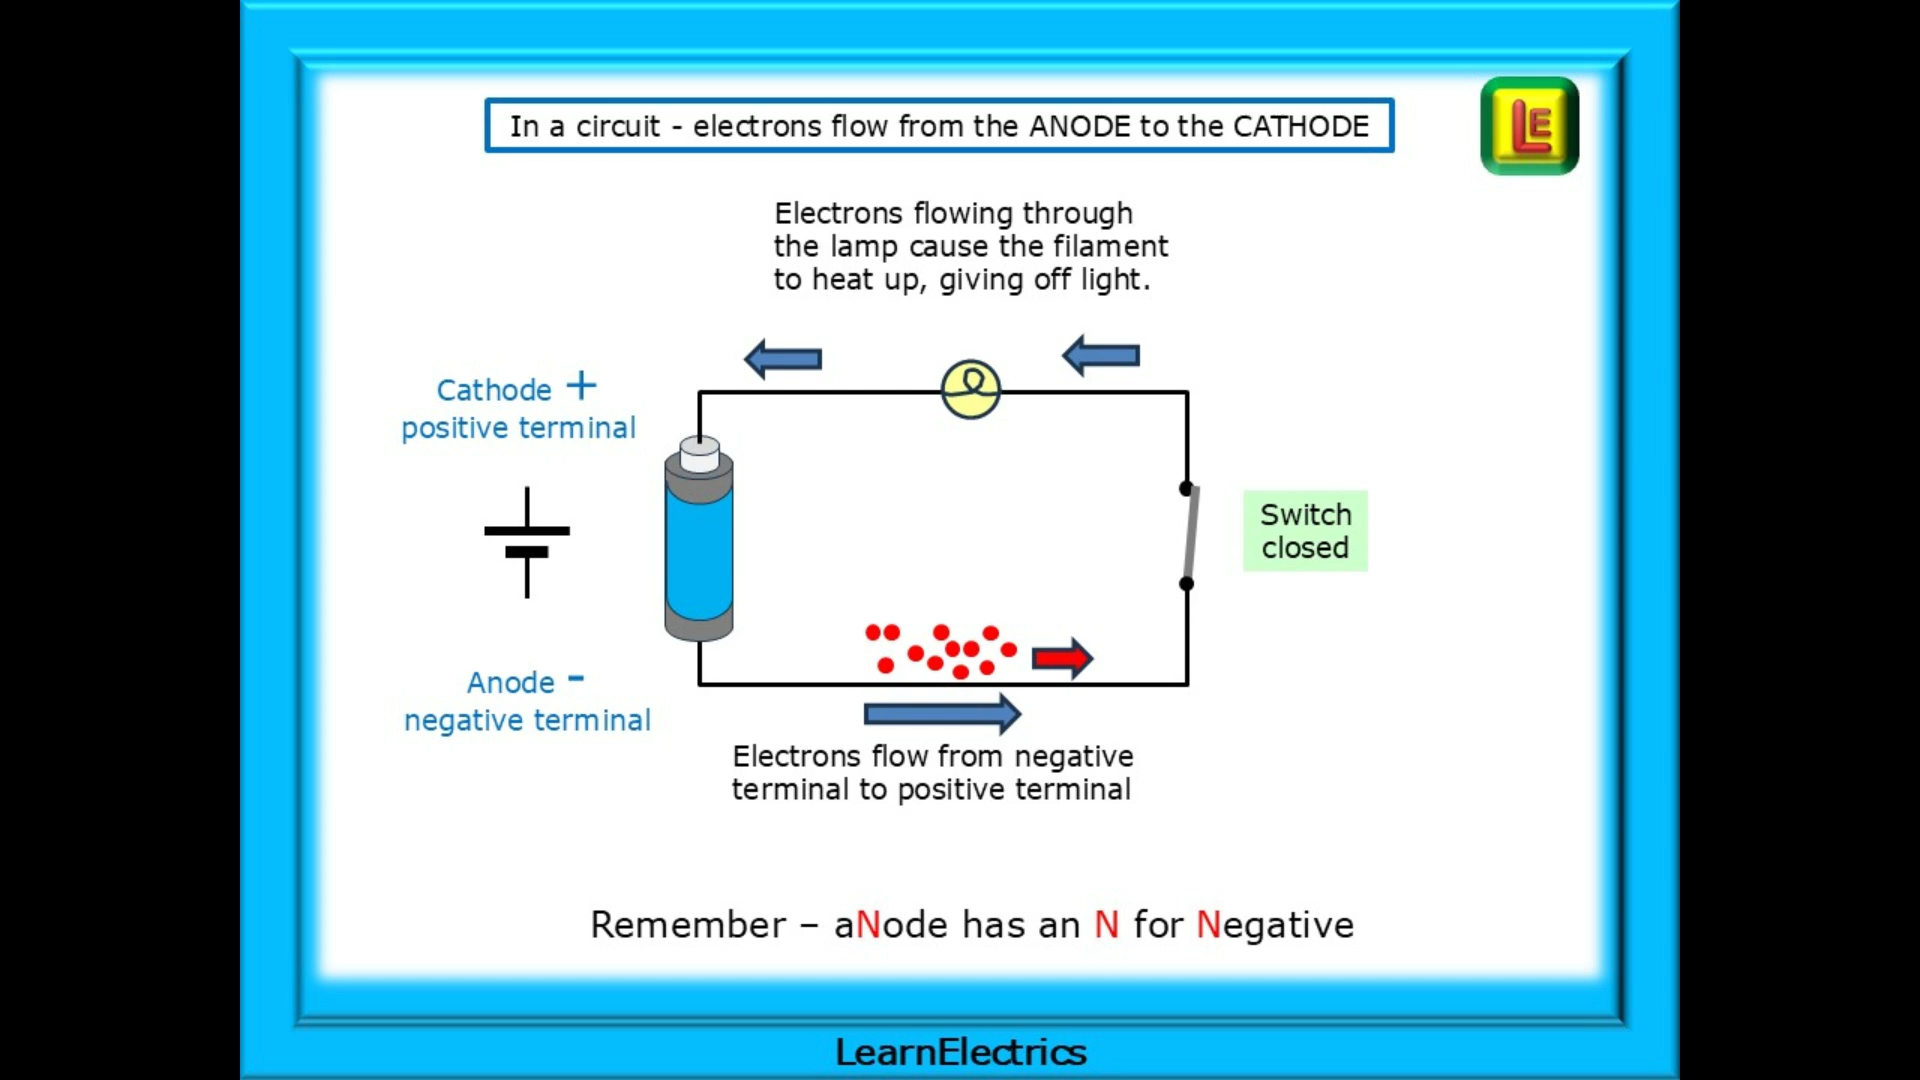 In a circuit - electrons flow from the ANODE to the CATHODE
LE
Electrons flowing through
the lamp cause the filament
to heat up, giving off light.
Cathode +
positive terminal
Switch
closed
Anode -
negative terminal
Electrons flow from negative
terminal to positive terminal
Remember – aNode has an N for Negative
LearnElectrics